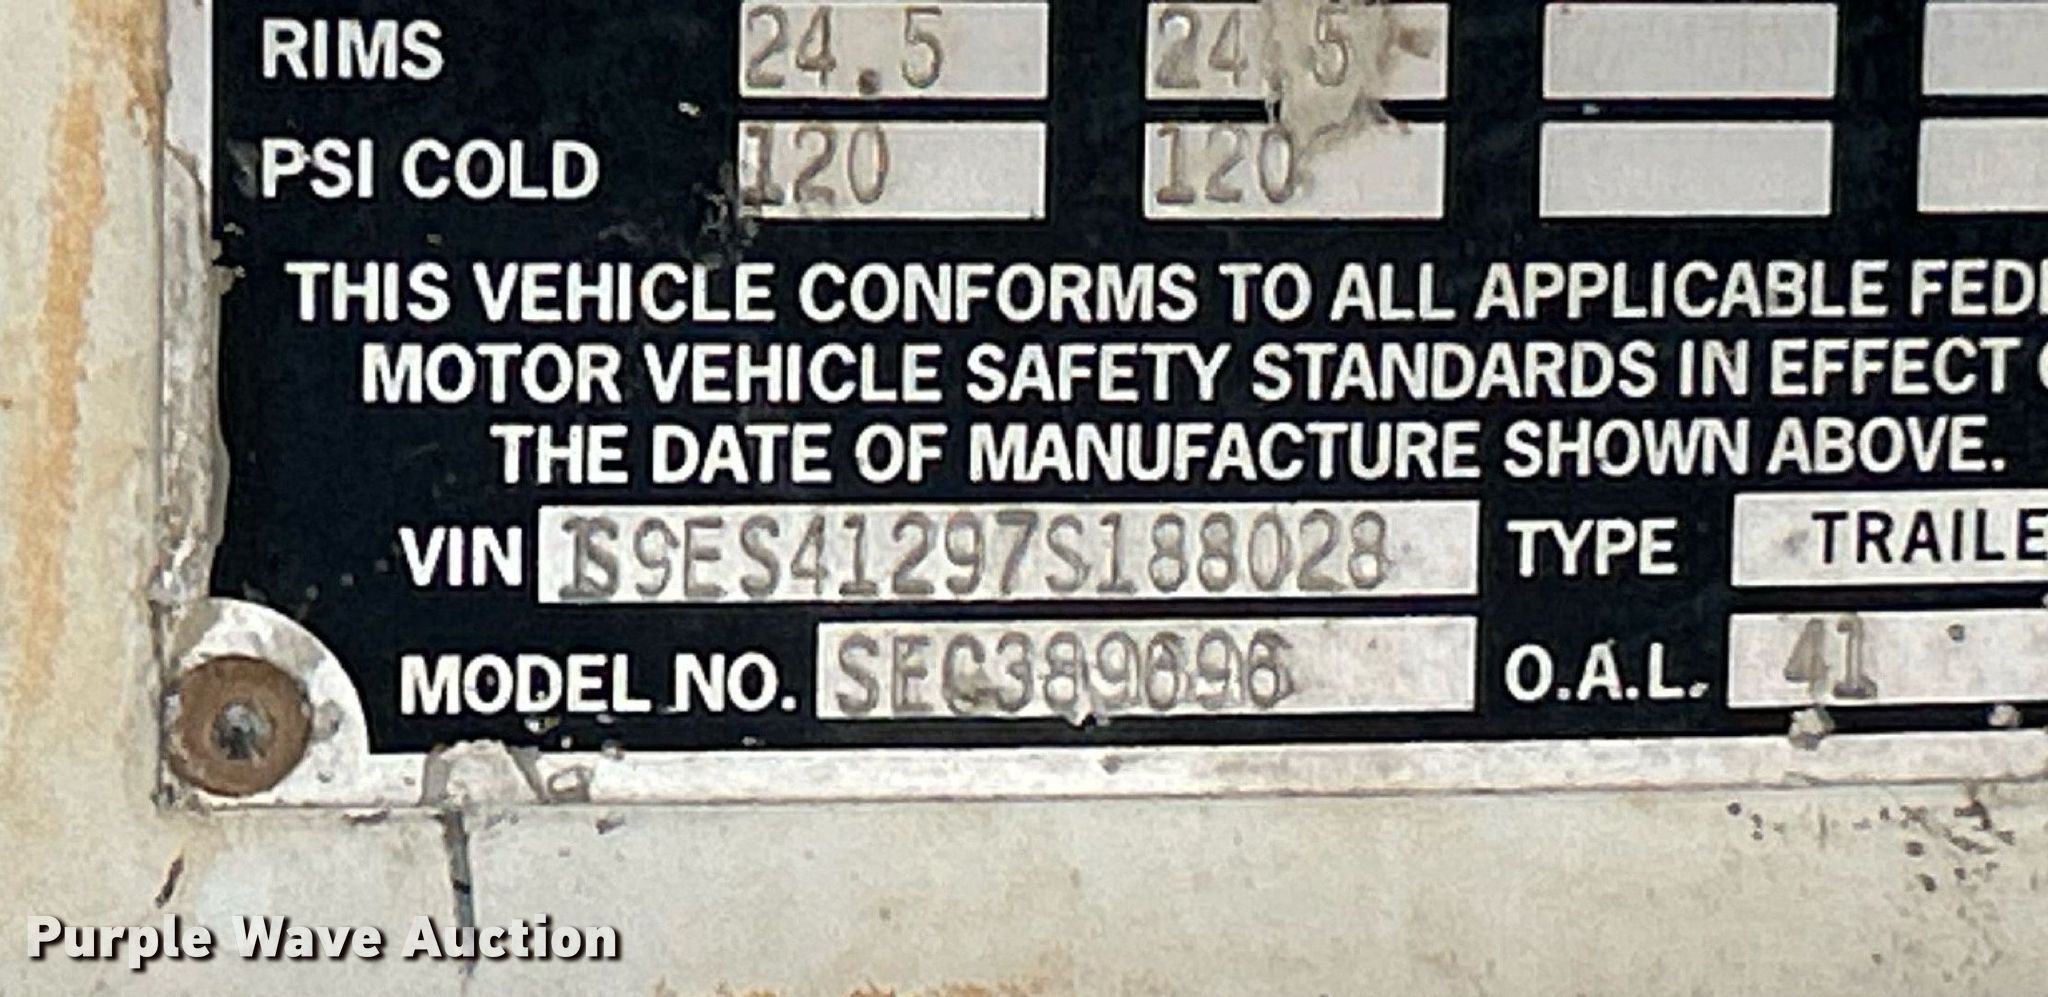 RIMS 24.5 24.5
PSI COLD 120 120
THIS VEHICLE CONFORMS TO ALL APPLICABLE FEDE
MOTOR VEHICLE SAFETY STANDARDS IN EFFECT O
THE DATE OF MANUFACTURE SHOWN ABOVE.
VIN 1S9ES41297S188028 TYPE TRAILE
MODEL NO. SEC389696 O.A.L. 41
Purple Wave Auction